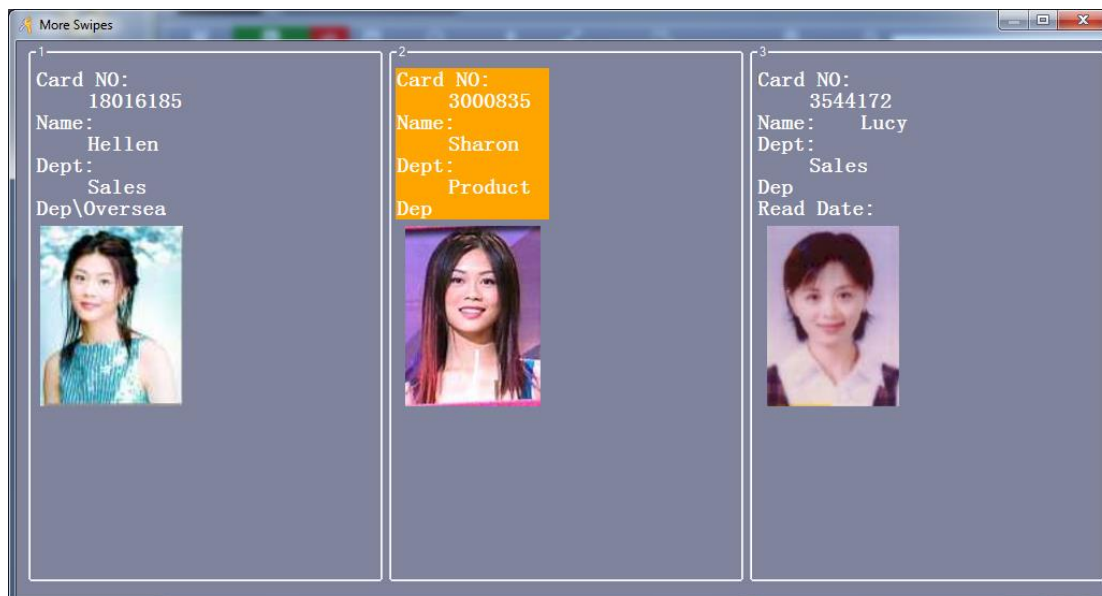 More Swipes
1
Card NO:
18016185
Name:
Hellen
Dept:
Sales
Dep\Oversea
2
Card NO:
3000835
Name:
Sharon
Dept:
Product
Dep
3
Card NO:
3544172
Name: Lucy
Dept:
Sales
Dep
Read Date: